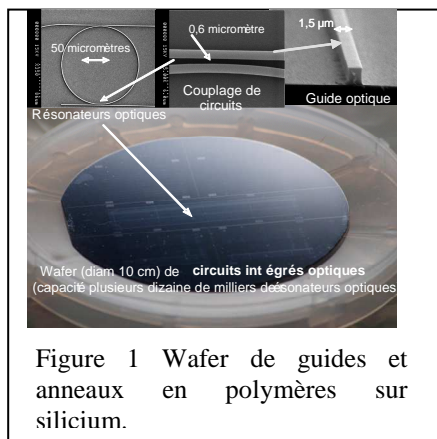 50 micromètres
0,6 micromètre
1,5 µm
Couplage de
circuits
Guide optique
Résonateurs optiques
Wafer (diam 10 cm) de circuits int égrés optiques
(capacité plusieurs dizaine de milliers de résonateurs optiques
Figure 1 Wafer de guides et
anneaux en polymères sur
silicium.